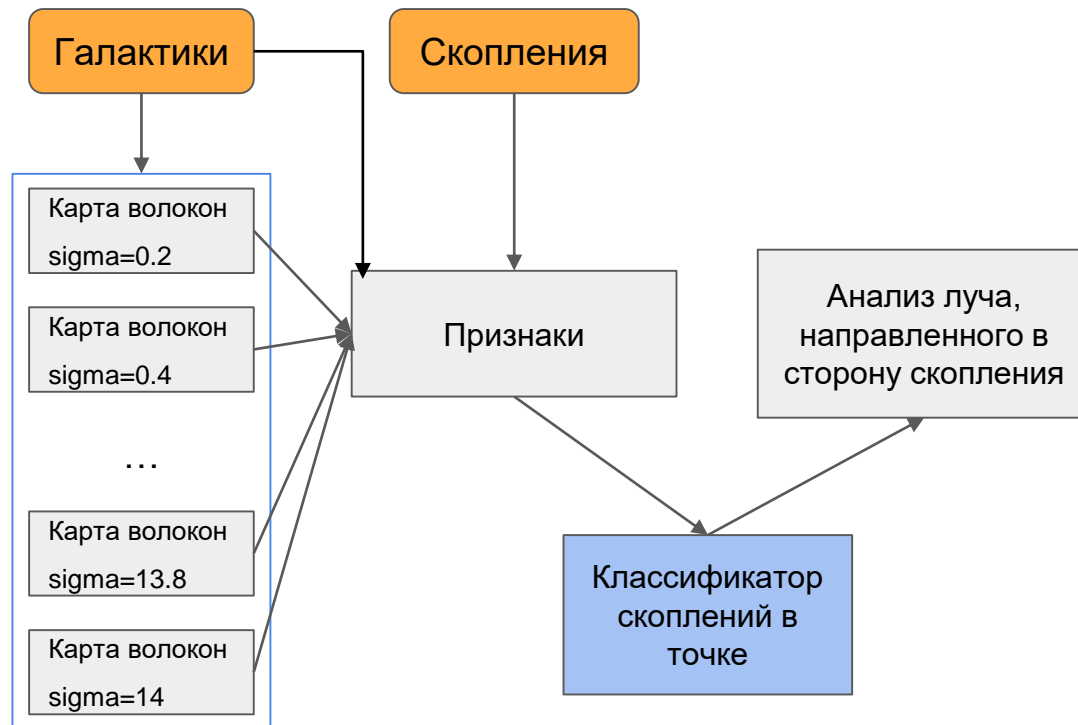 Галактики
Скопления
Карта волокон
sigma=0.2
Карта волокон
sigma=0.4
...
Карта волокон
sigma=13.8
Карта волокон
sigma=14
Признаки
Анализ луча,
направленного в
сторону скопления
Классификатор
скоплений в
точке